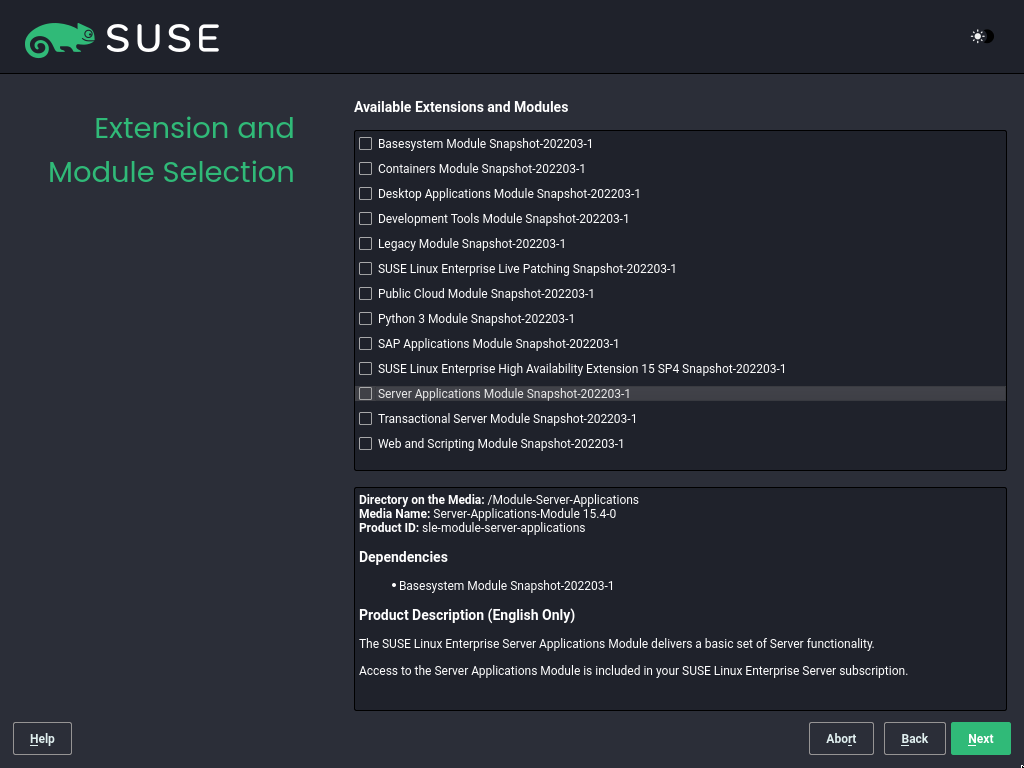 SUSE
Extension and
Module Selection
Available Extensions and Modules
Basesystem Module Snapshot-202203-1
Containers Module Snapshot-202203-1
Desktop Applications Module Snapshot-202203-1
Development Tools Module Snapshot-202203-1
Legacy Module Snapshot-202203-1
SUSE Linux Enterprise Live Patching Snapshot-202203-1
Public Cloud Module Snapshot-202203-1
Python 3 Module Snapshot-202203-1
SAP Applications Module Snapshot-202203-1
SUSE Linux Enterprise High Availability Extension 15 SP4 Snapshot-202203-1
Server Applications Module Snapshot-202203-1
Transactional Server Module Snapshot-202203-1
Web and Scripting Module Snapshot-202203-1
Directory on the Media: /Module-Server-Applications
Media Name: Server-Applications-Module 15.4-0
Product ID: sle-module-server-applications
Dependencies
• Basesystem Module Snapshot-202203-1
Product Description (English Only)
The SUSE Linux Enterprise Server Applications Module delivers a basic set of Server functionality.
Access to the Server Applications Module is included in your SUSE Linux Enterprise Server subscription.
Help
Abort
Back
Next